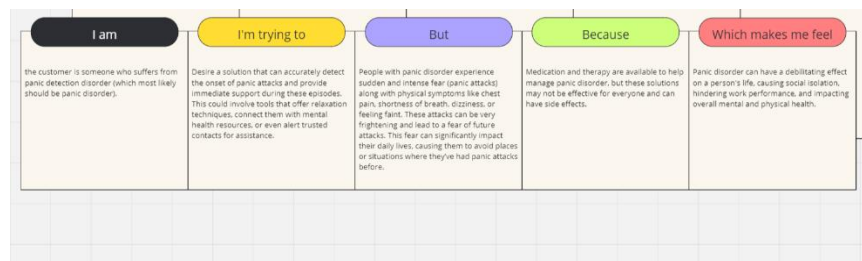 I am
the customer is someone who suffers from
panic detection disorder (which most likely
should be panic disorder).
I'm trying to
Desire a solution that can accurately detect
the onset of panic attacks and provide
immediate support during these episodes.
This could involve tools that offer relaxation
techniques, connect them with mental
health resources, or even alert trusted
contacts for assistance.
But
People with panic disorder experience
sudden and intense fear (panic attacks)
along with physical symptoms like chest
pain, shortness of breath, dizziness, or
feeling faint. These attacks can be very
frightening and lead to a fear of future
attacks. This fear can significantly impact
their daily lives, causing them to avoid places
or situations where they've had panic attacks
before.
Because
Medication and therapy are available to help
manage panic disorder, but these solutions
may not be effective for everyone and can
have side effects.
Which makes me feel
Panic disorder can have a debilitating effect
on a person's life, causing social isolation,
hindering work performance, and impacting
overall mental and physical health.